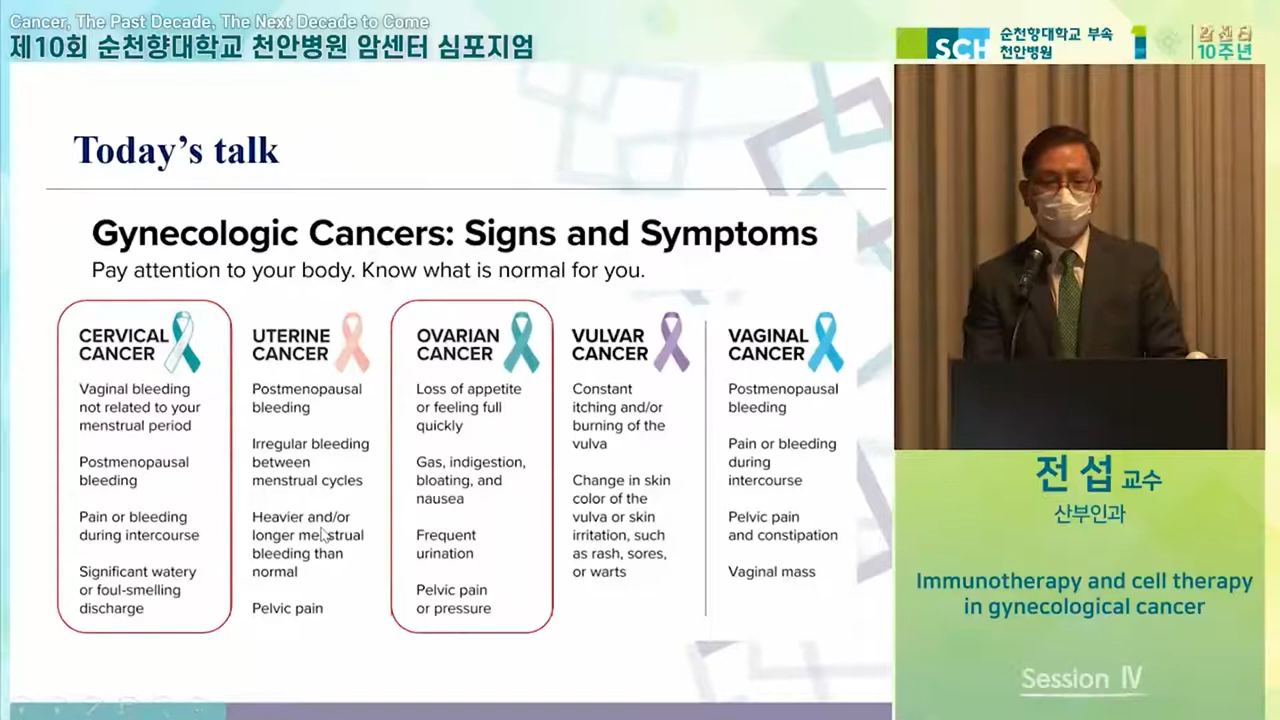 Cancer, The Past Decade, The Next Decade to Come
제10회 순천향대학교 천안병원 암센터 심포지엄
SCH
순천향대학교 부속
천안병원
1
암센터
10주년
Today's talk
Gynecologic Cancers: Signs and Symptoms
Pay attention to your body. Know what is normal for you.
CERVICAL
CANCER
Vaginal bleeding
not related to your
menstrual period
Postmenopausal
bleeding
Pain or bleeding
during intercourse
Significant watery
or foul-smelling
discharge
UTERINE
CANCER
Postmenopausal
bleeding
Irregular bleeding
between
menstrual cycles
Heavier and/or
longer menstrual
bleeding than
normal
Pelvic pain
OVARIAN
CANCER
Loss of appetite
or feeling full
quickly
Gas, indigestion,
bloating, and
nausea
Frequent
urination
Pelvic pain
or pressure
VULVAR
CANCER
Constant
itching and/or
burning of the
vulva
Change in skin
color of the
vulva or skin
irritation, such
as rash, sores,
or warts
VAGINAL
CANCER
Postmenopausal
bleeding
Pain or bleeding
during
intercourse
Pelvic pain
and constipation
Vaginal mass
전 섭 교수
산부인과
Immunotherapy and cell therapy
in gynecological cancer
Session Ⅳ